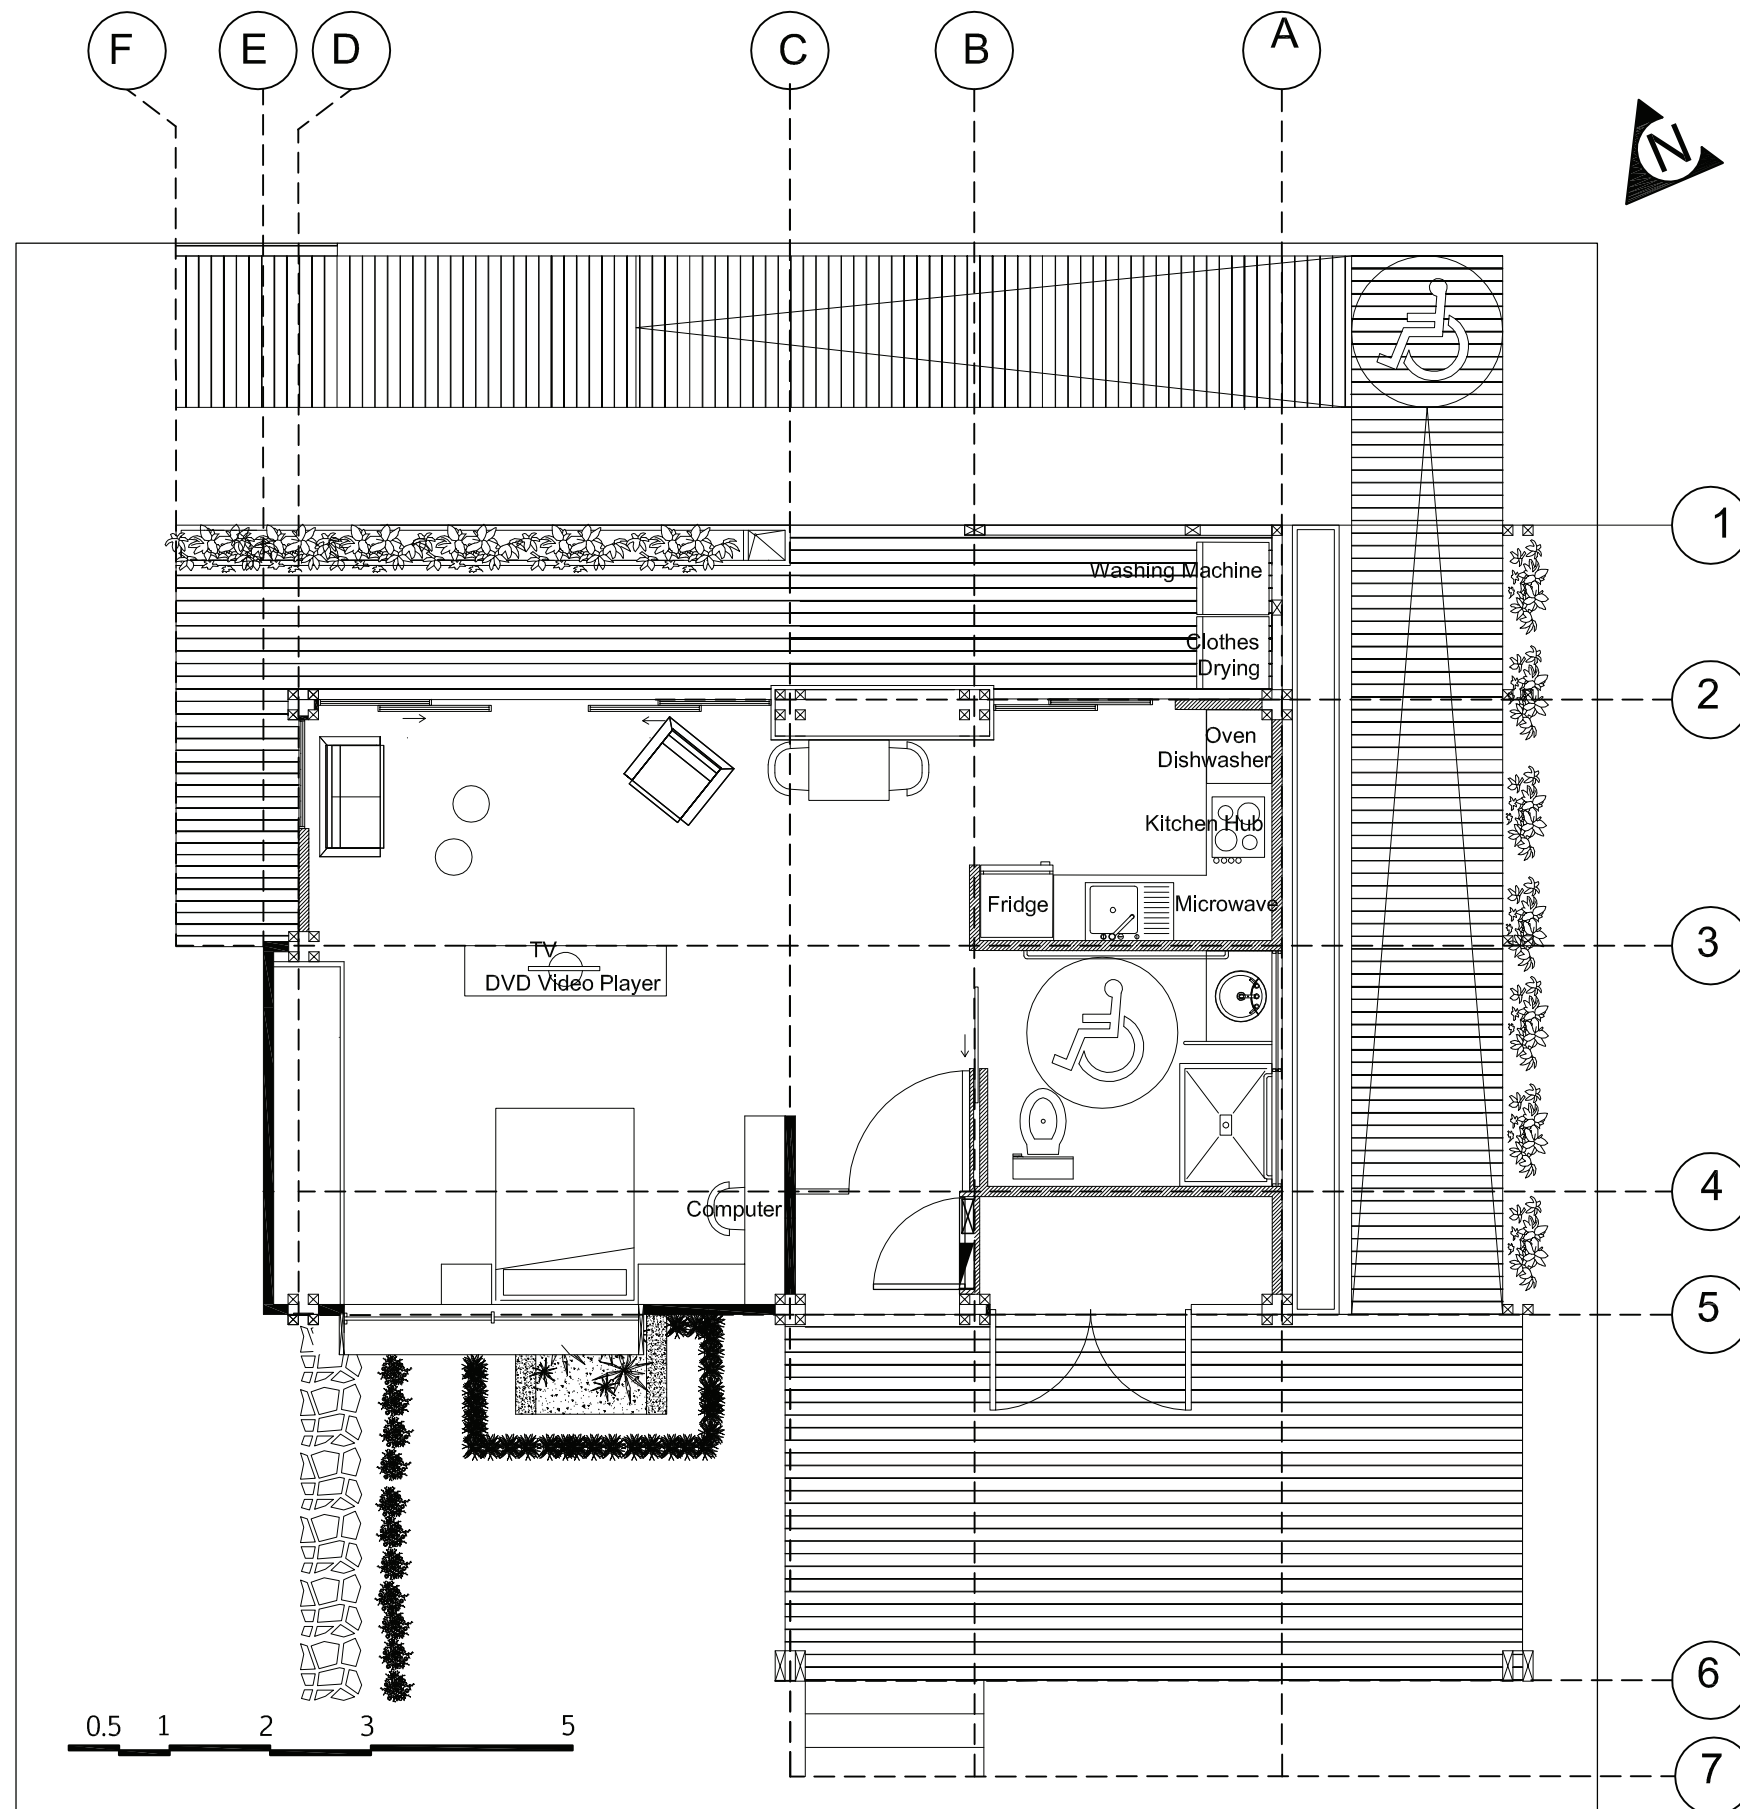 F E D C B A
N
1
Washing Machine
Clothes
Drying
2
Oven
Dishwasher
Kitchen Hub
Fridge
Microwave
3
TV
DVD Video Player
4
Computer
5
6
0.5 1 2 3 5
7